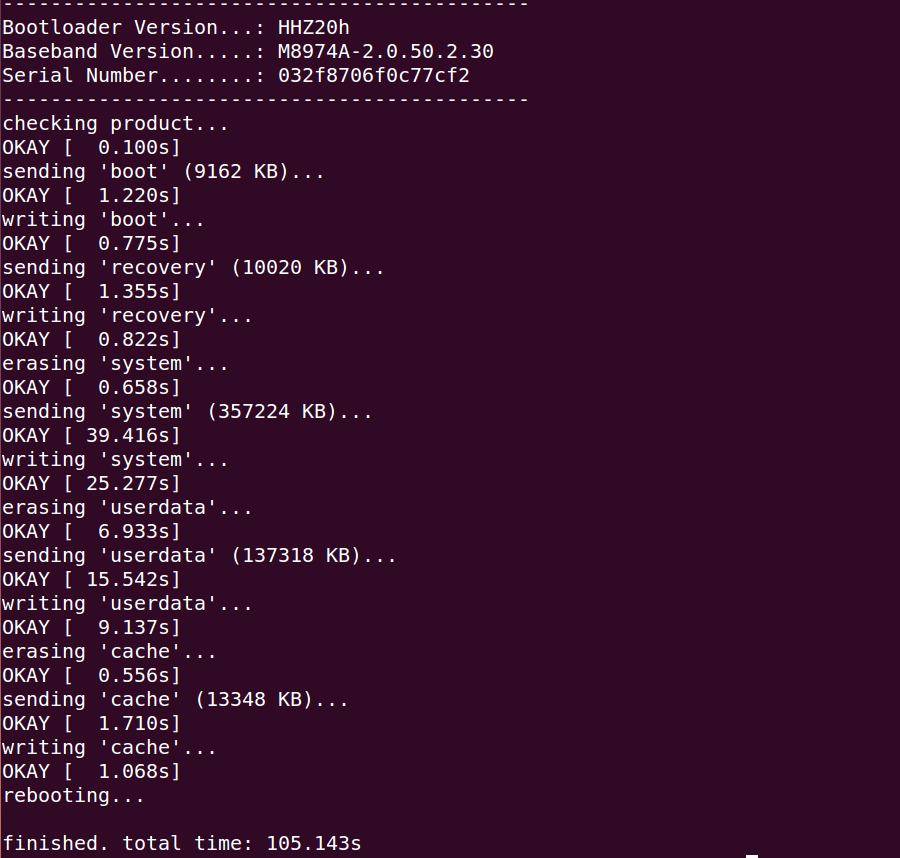 --------------------------------------------
Bootloader Version...: HHZ20h
Baseband Version.....: M8974A-2.0.50.2.30
Serial Number........: 032f8706f0c77cf2
--------------------------------------------
checking product...
OKAY [  0.100s]
sending 'boot' (9162 KB)...
OKAY [  1.220s]
writing 'boot'...
OKAY [  0.775s]
sending 'recovery' (10020 KB)...
OKAY [  1.355s]
writing 'recovery'...
OKAY [  0.822s]
erasing 'system'...
OKAY [  0.658s]
sending 'system' (357224 KB)...
OKAY [ 39.416s]
writing 'system'...
OKAY [ 25.277s]
erasing 'userdata'...
OKAY [  6.933s]
sending 'userdata' (137318 KB)...
OKAY [ 15.542s]
writing 'userdata'...
OKAY [  9.137s]
erasing 'cache'...
OKAY [  0.556s]
sending 'cache' (13348 KB)...
OKAY [  1.710s]
writing 'cache'...
OKAY [  1.068s]
rebooting...

finished. total time: 105.143s